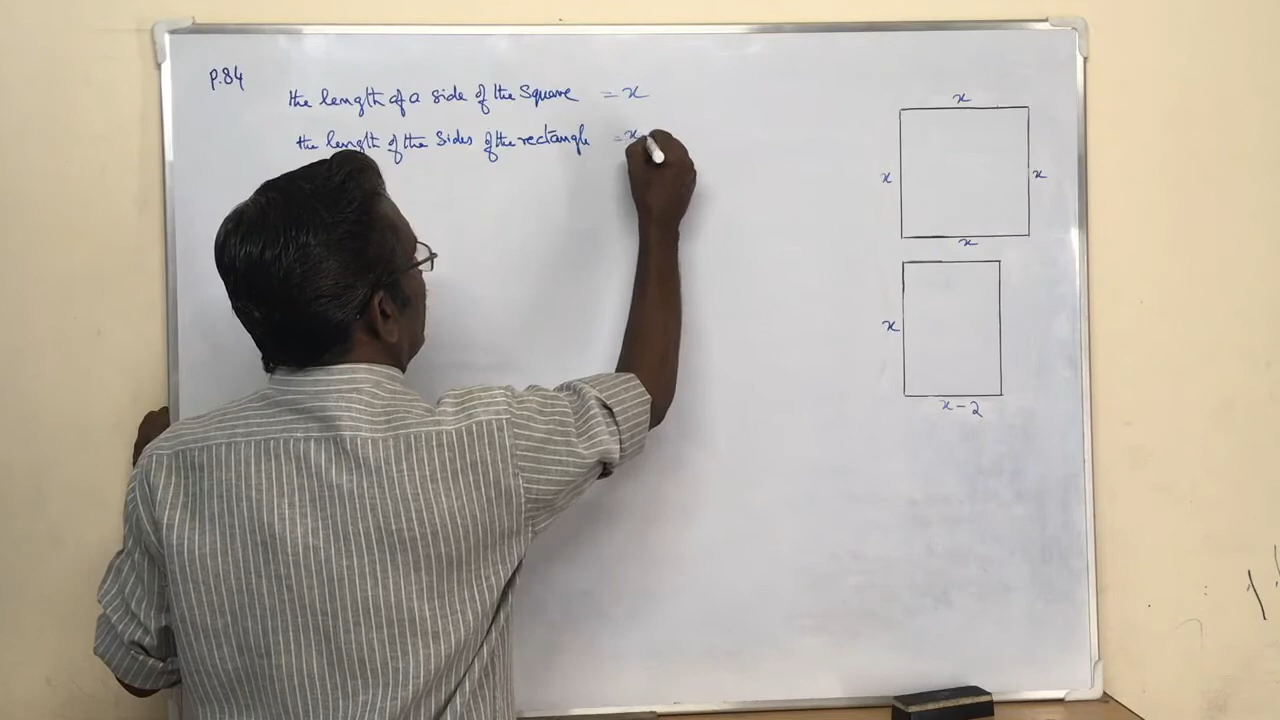 P.84
the length of a side of the Square = x
the length of the Sides of the rectangle = x
x
x
x
x
x
x - 2